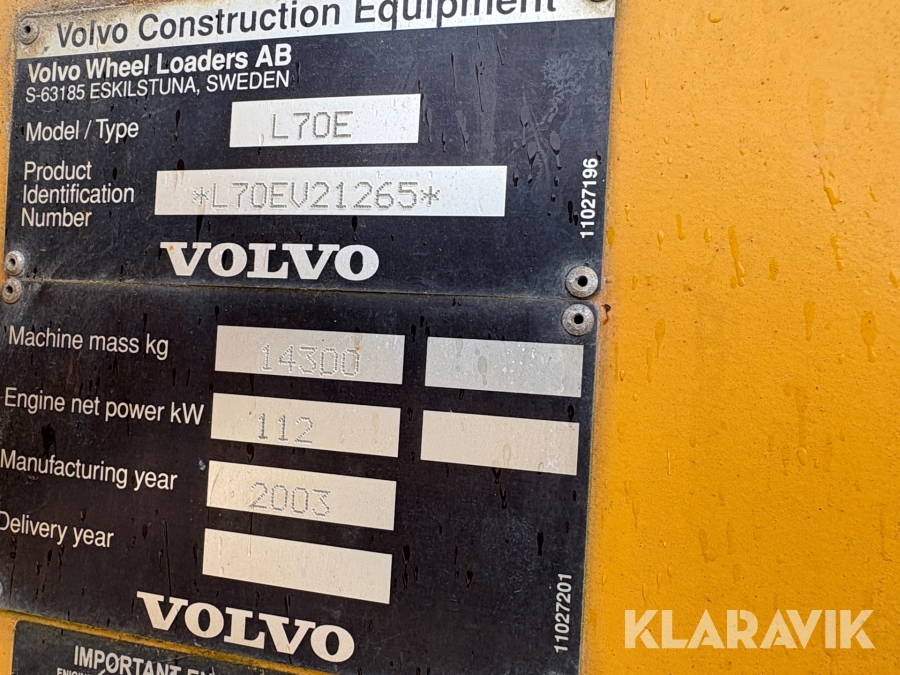 Volvo Construction Equipment
Volvo Wheel Loaders AB
S-63185 ESKILSTUNA, SWEDEN
Model / Type L70E
Product
Identification
Number
*L70EV21265*
11027196
VOLVO
Machine mass kg 14300
Engine net power kW 112
Manufacturing year 2003
Delivery year
VOLVO
11027201
KLARAVIK
IMPORTANT